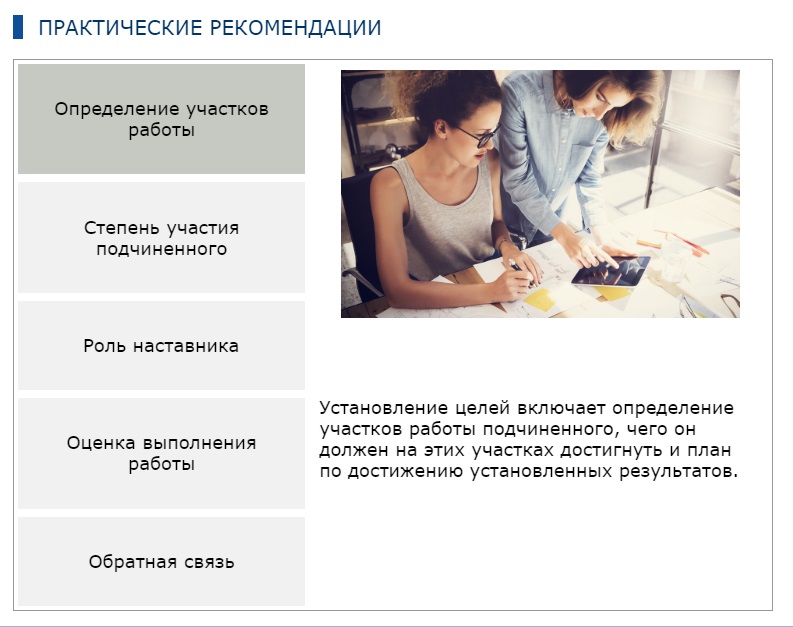 ПРАКТИЧЕСКИЕ РЕКОМЕНДАЦИИ
Определение участков
работы
Степень участия
подчиненного
Роль наставника
Оценка выполнения
работы
Обратная связь
Установление целей включает определение
участков работы подчиненного, чего он
должен на этих участках достигнуть и план
по достижению установленных результатов.